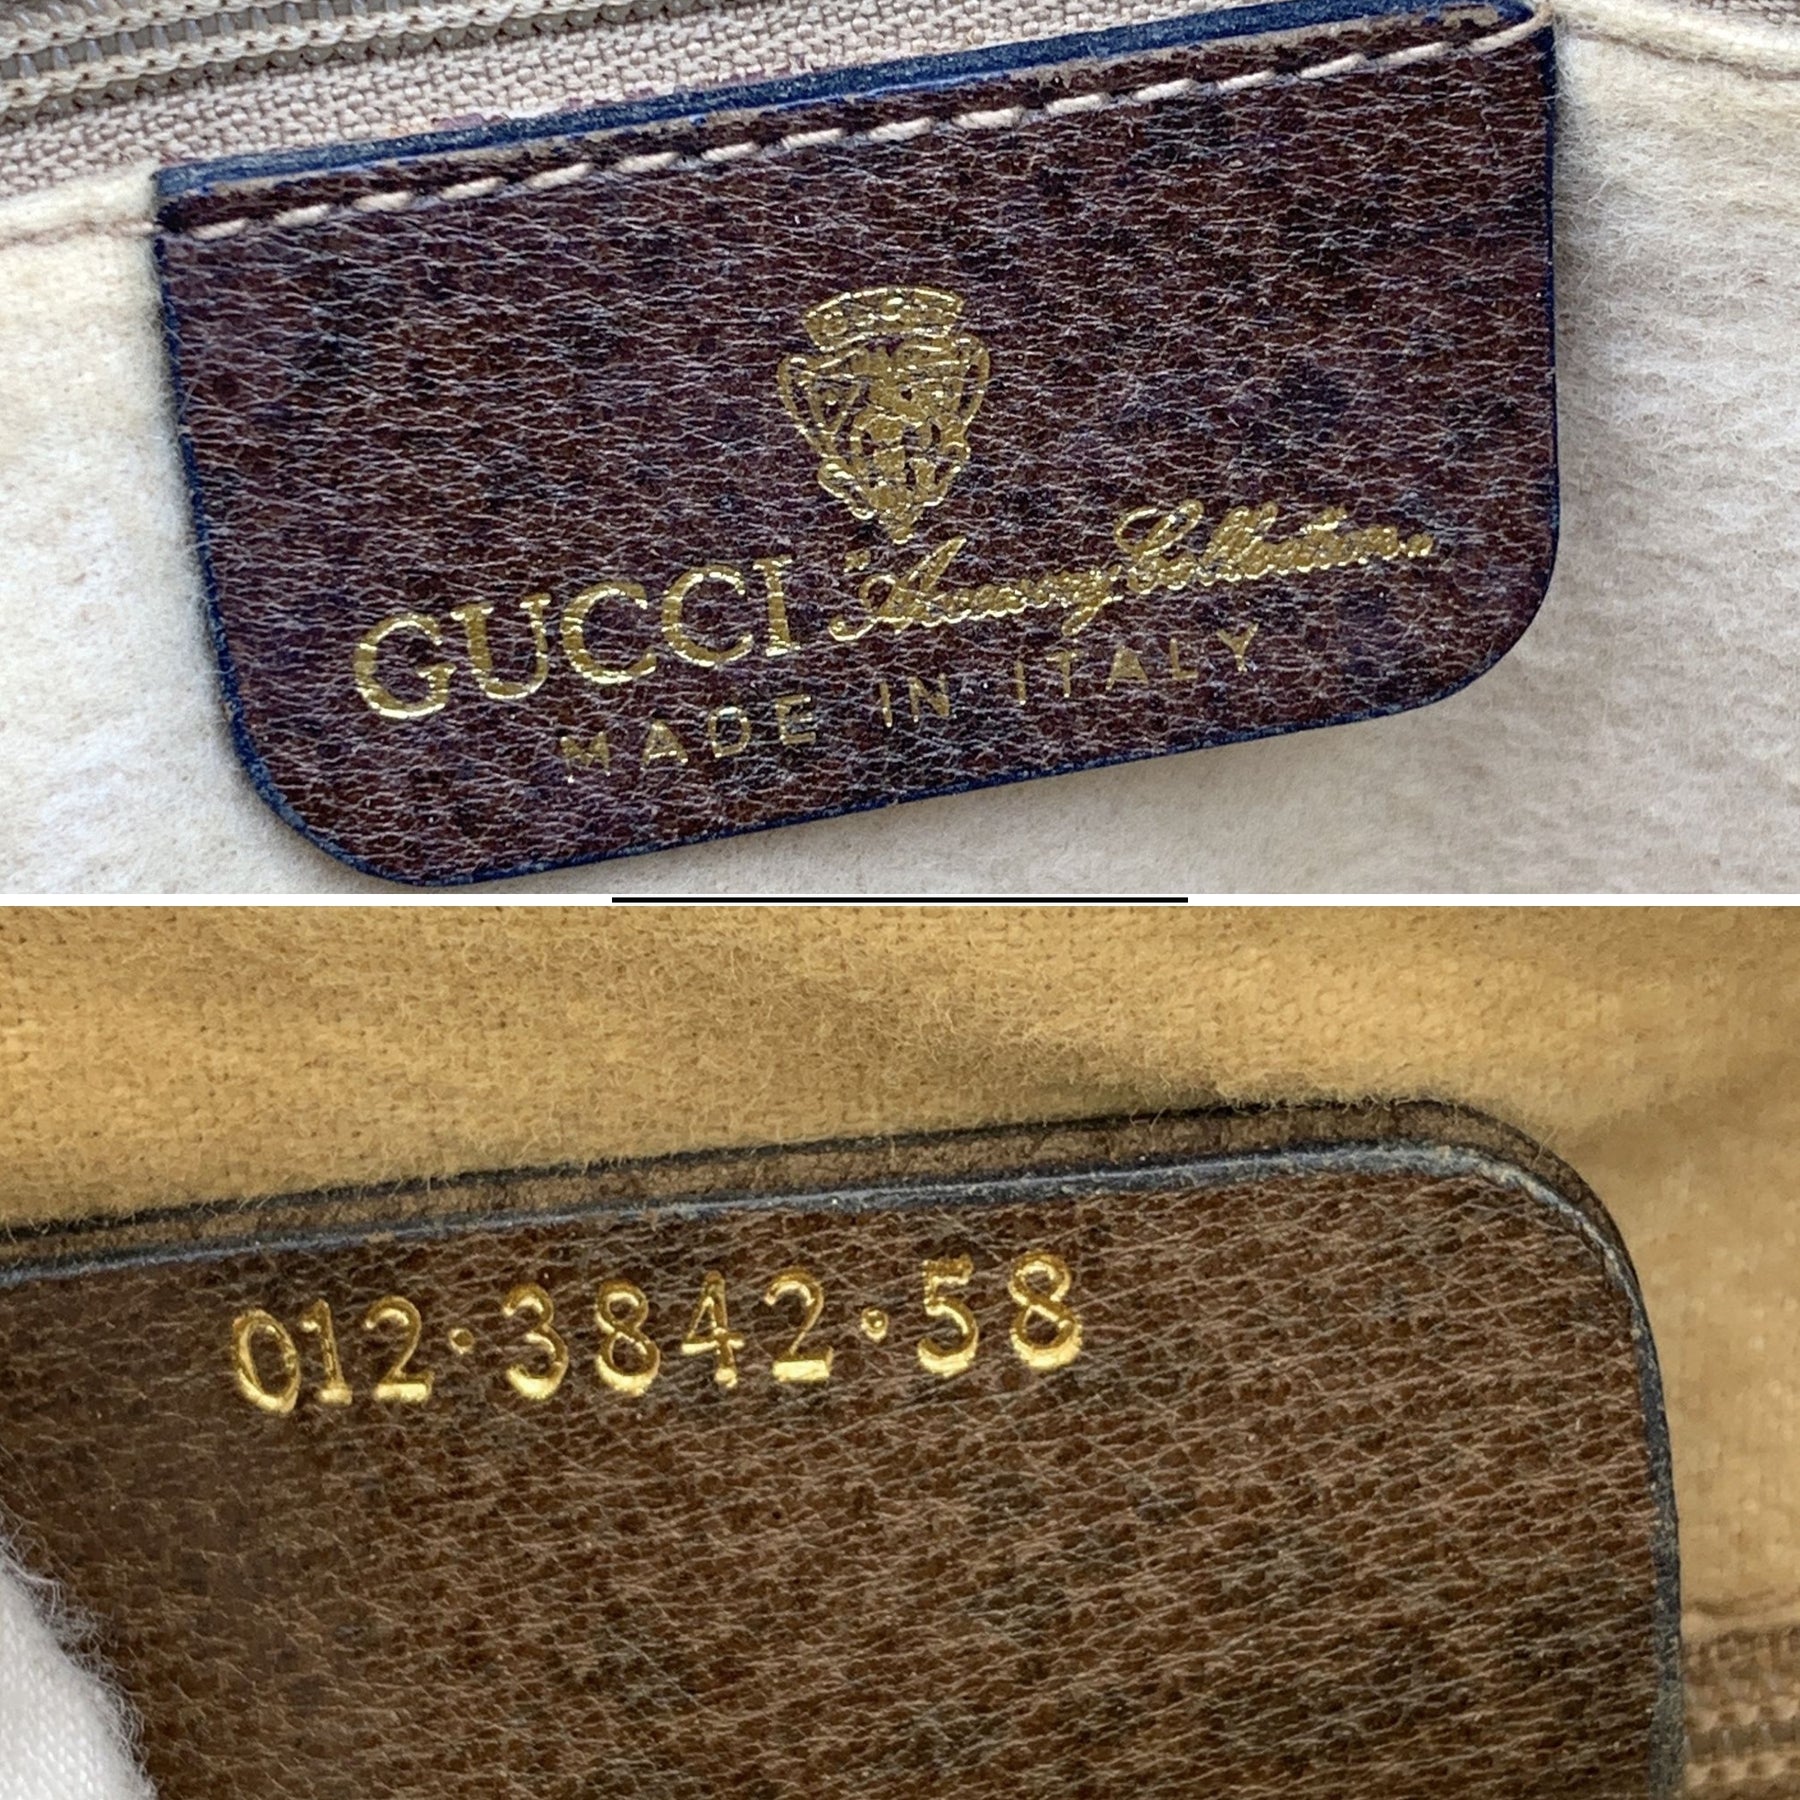 GUCCI "Accessory Collection.
MADE IN ITALY
012·3842·58